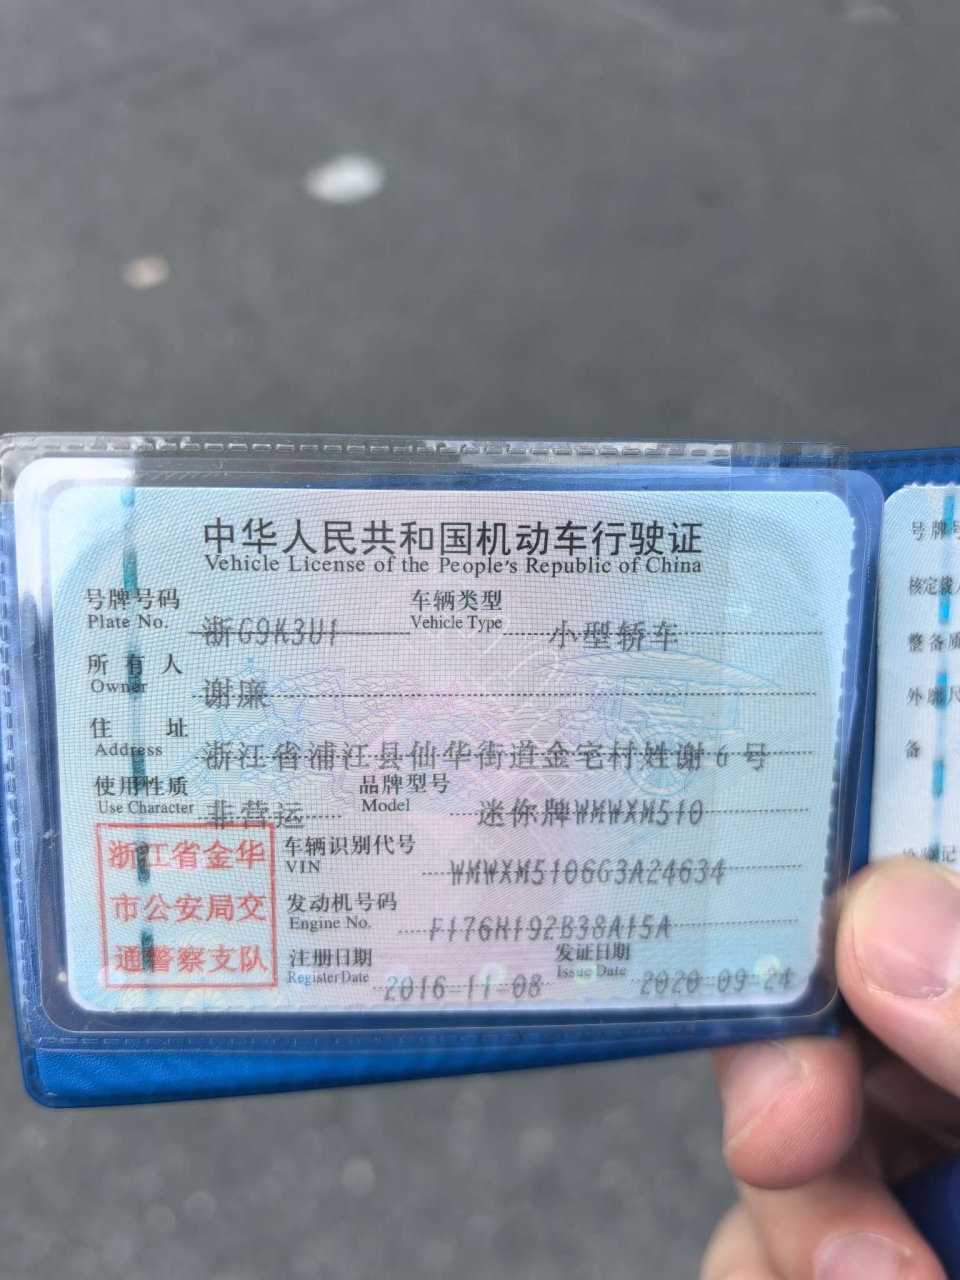 中华人民共和国机动车行驶证
Vehicle License of the People's Republic of China
号牌号码 浙G9K3U1 车辆类型 小型轿车
Plate No. Vehicle Type
所有人 谢廉
Owner
住址 浙江省浦江县仙华街道金宅村姓谢6号
Address
使用性质 非营运 品牌型号 迷你牌WMWXM510
Use Character Model
浙江省金华
市公安局交
通警察支队
车辆识别代号 WMWXM5106G3A24634
VIN
发动机号码 F176H192B38A15A
Engine No.
注册日期 2016-11-08 发证日期 2020-09-24
Register Date Issue Date
号牌号
核定载人
整备质
外廓尺
备